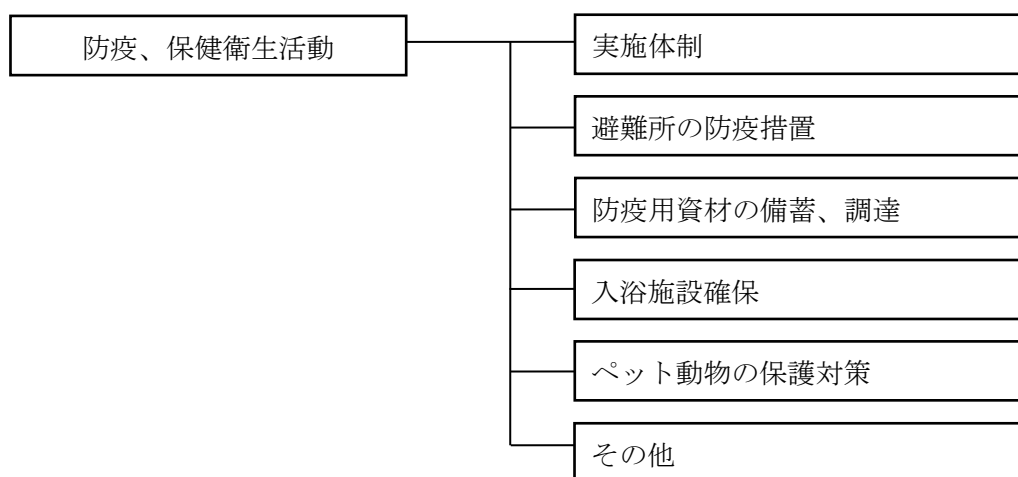 防疫、保健衛生活動
実施体制
避難所の防疫措置
防疫用資材の備蓄、調達
入浴施設確保
ペット動物の保護対策
その他